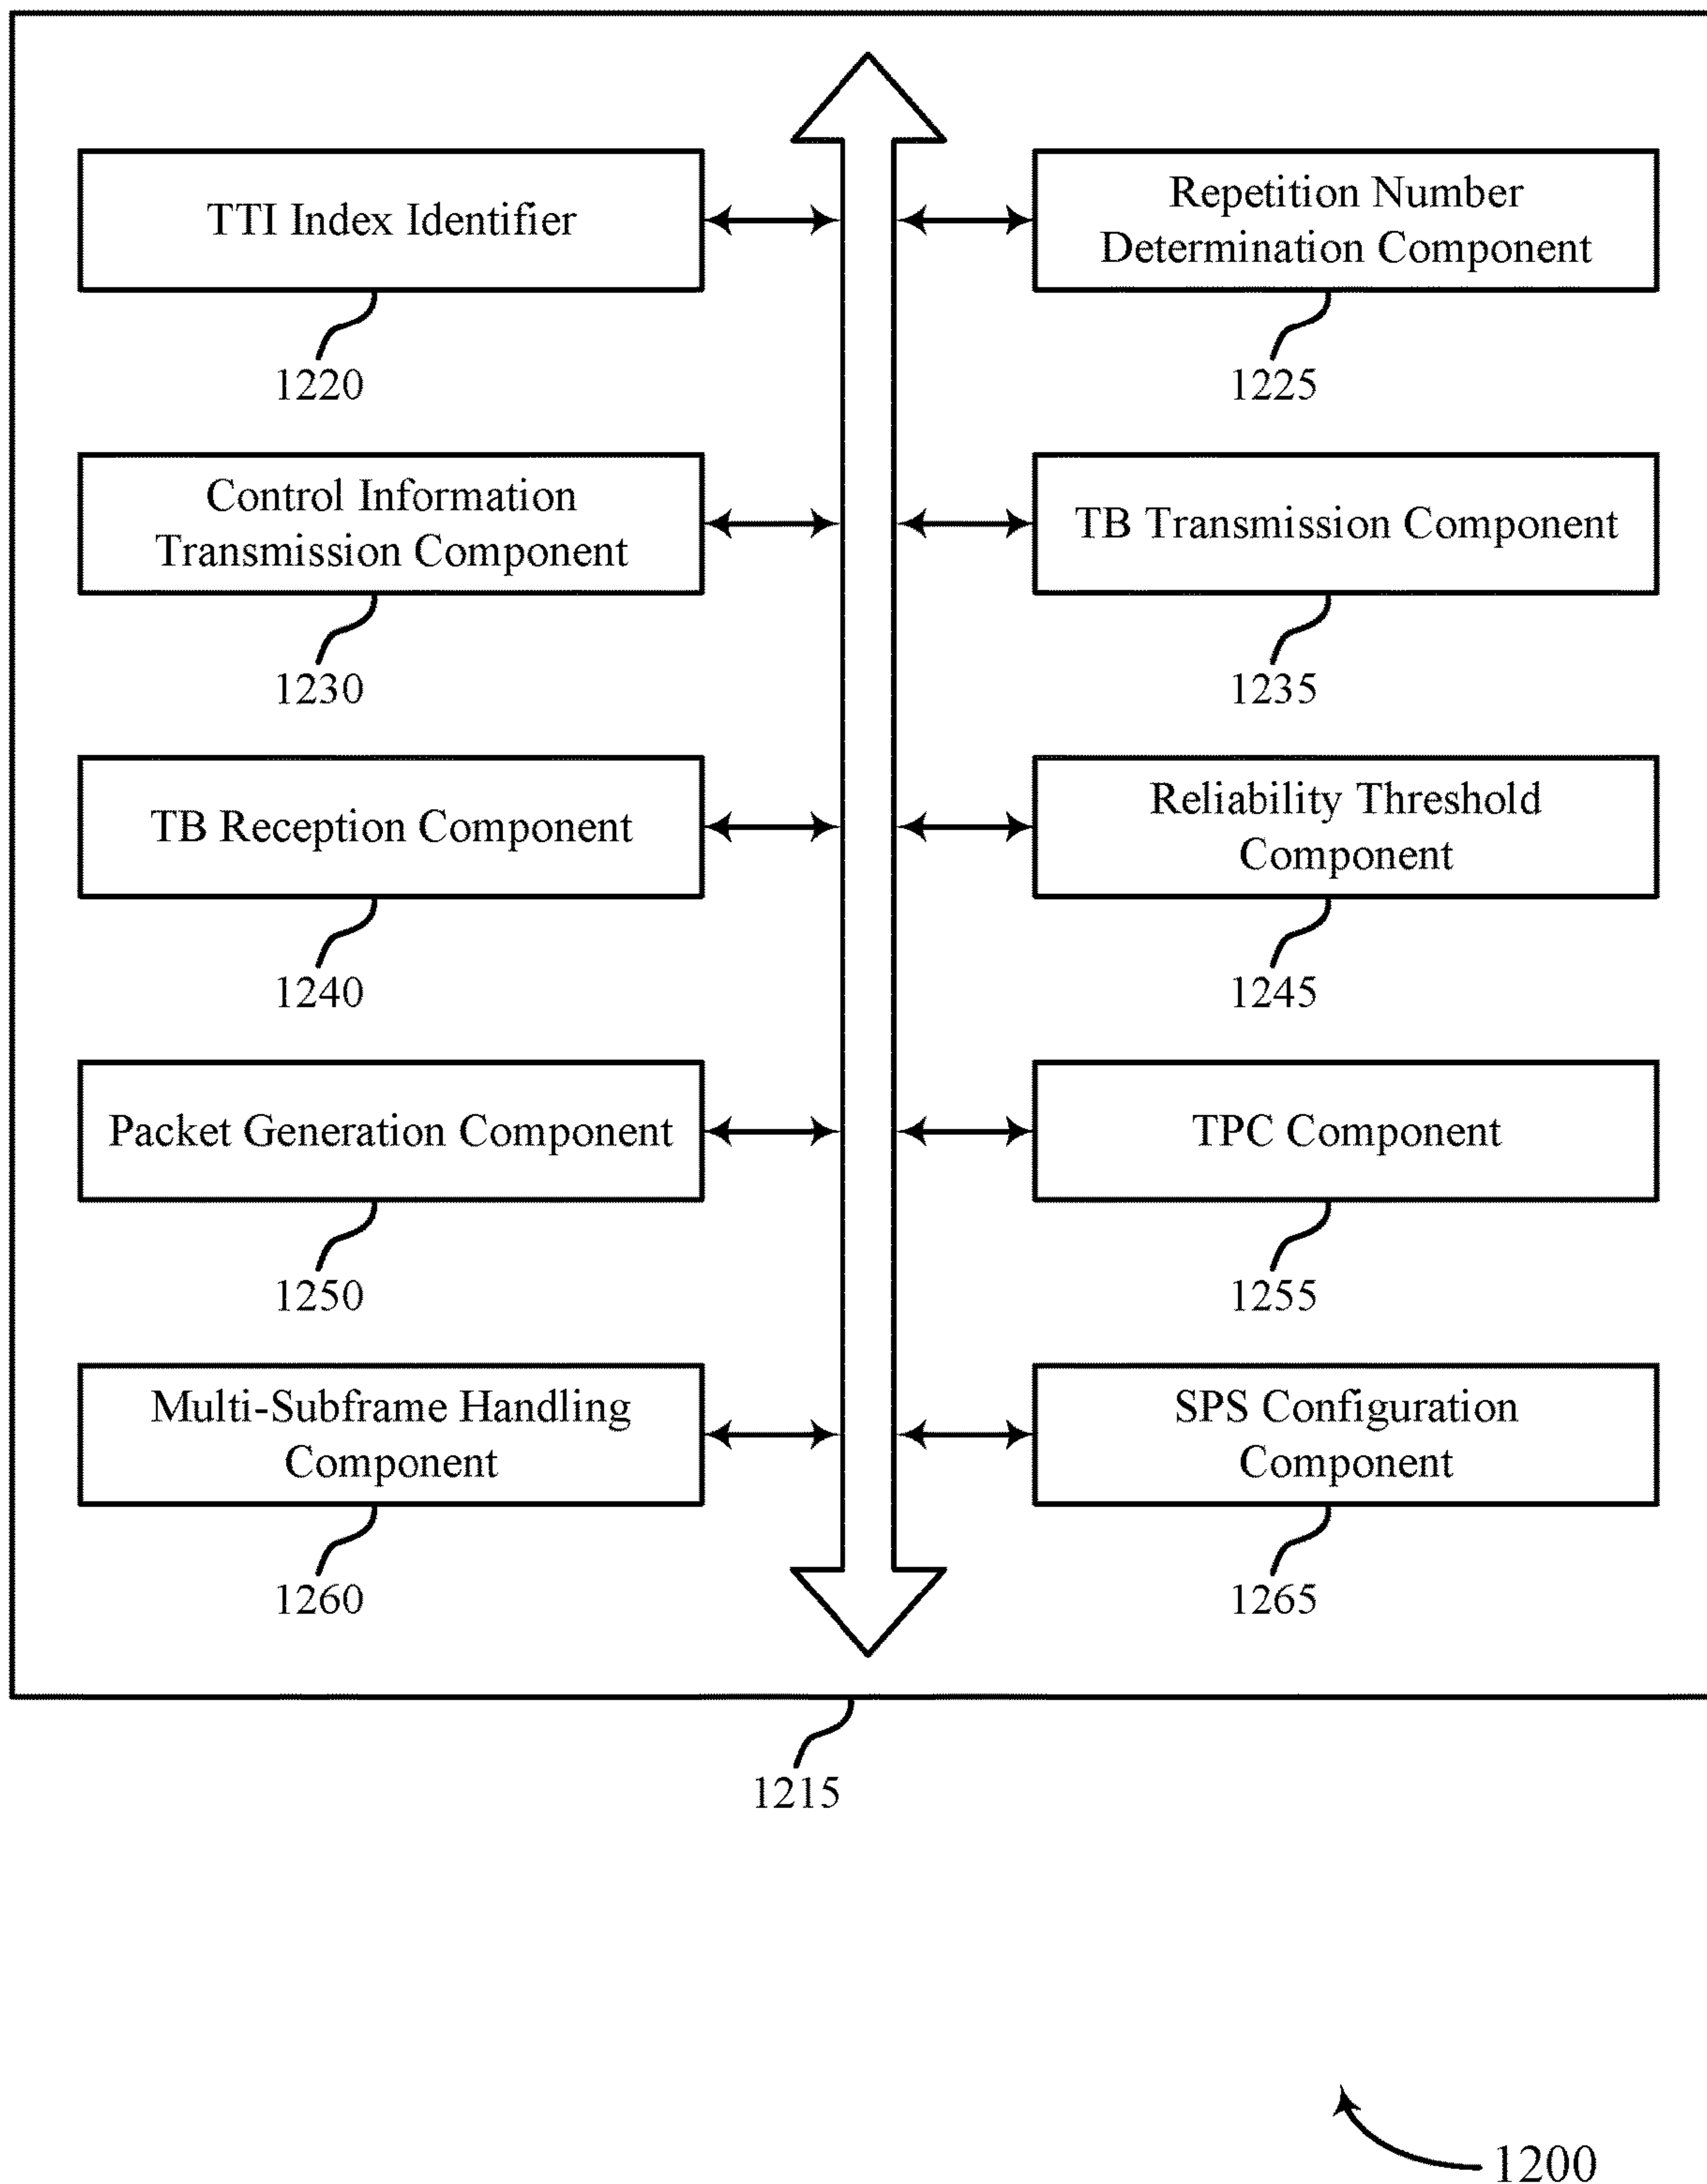 TTI Index Identifier
1220
Repetition Number
Determination Component
1225
Control Information
Transmission Component
1230
TB Transmission Component
1235
TB Reception Component
1240
Reliability Threshold
Component
1245
Packet Generation Component
1250
TPC Component
1255
Multi-Subframe Handling
Component
1260
SPS Configuration
Component
1265
1215
1200